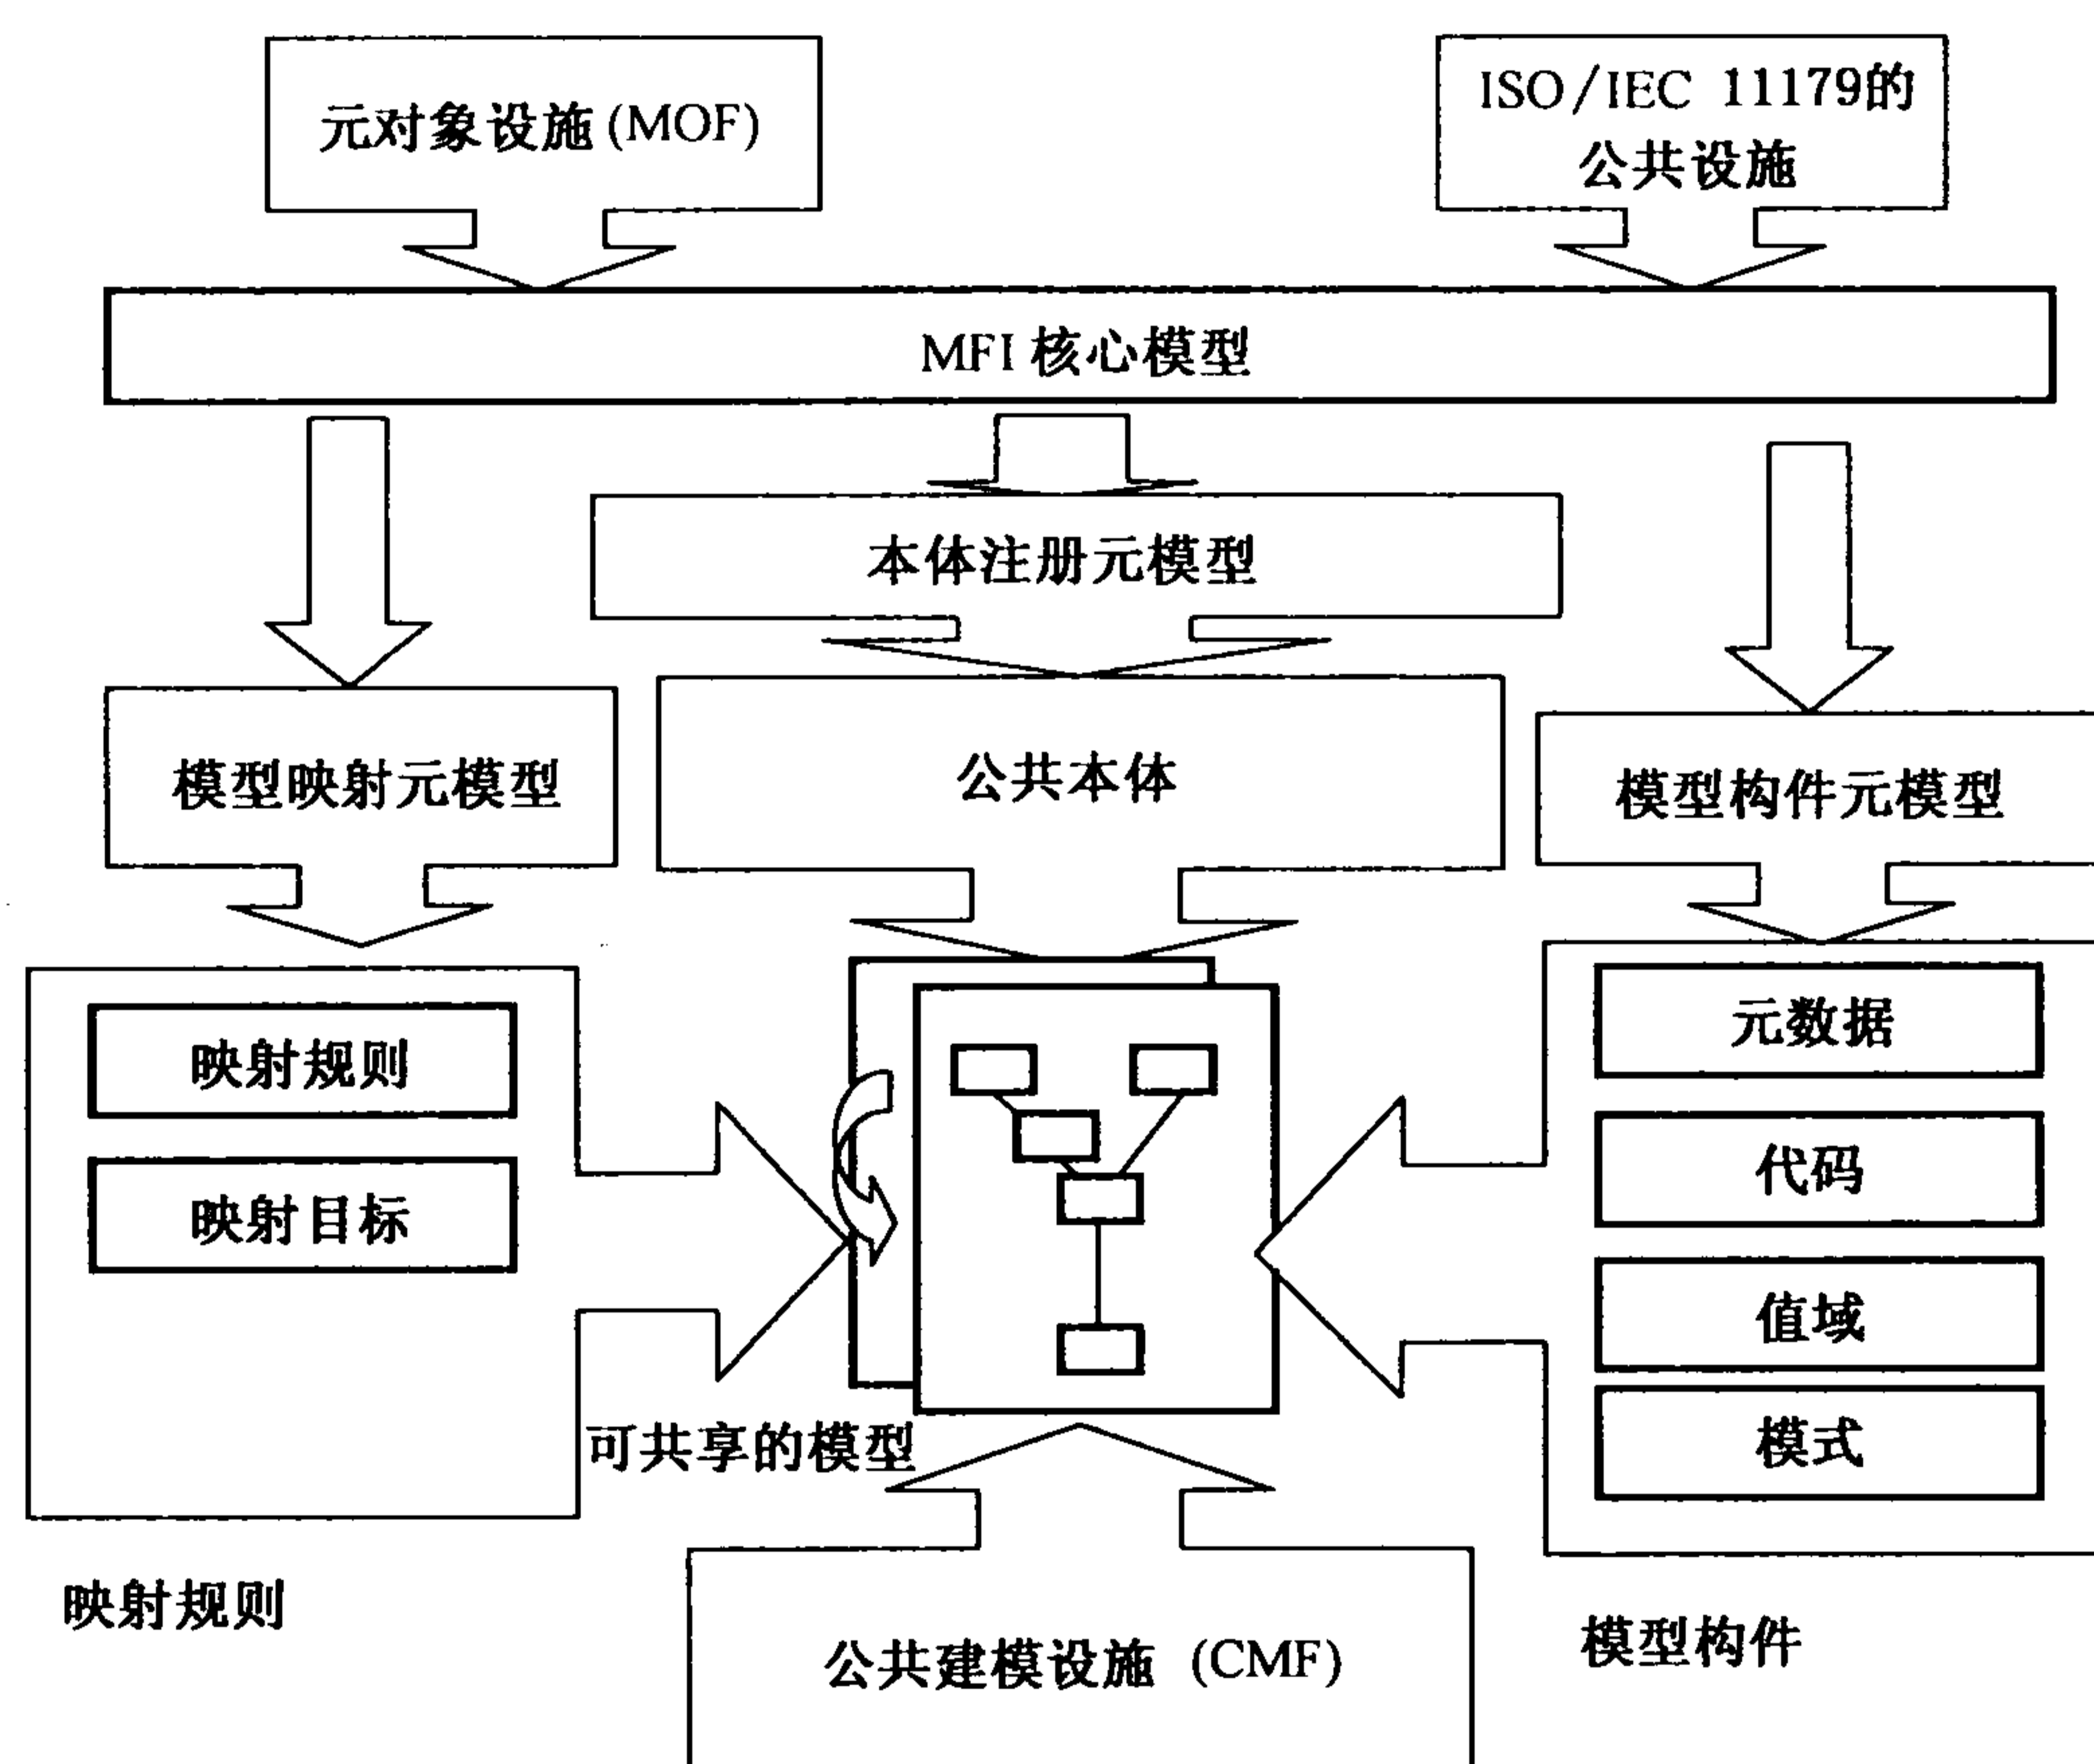 元对象设施(MOF)
ISO/IEC 11179的
公共设施
MFI 核心模型
本体注册元模型
模型映射元模型
公共本体
模型构件元模型
映射规则
映射目标
元数据
代码
值域
模式
可共享的模型
映射规则
公共建模设施 (CMF)
模型构件